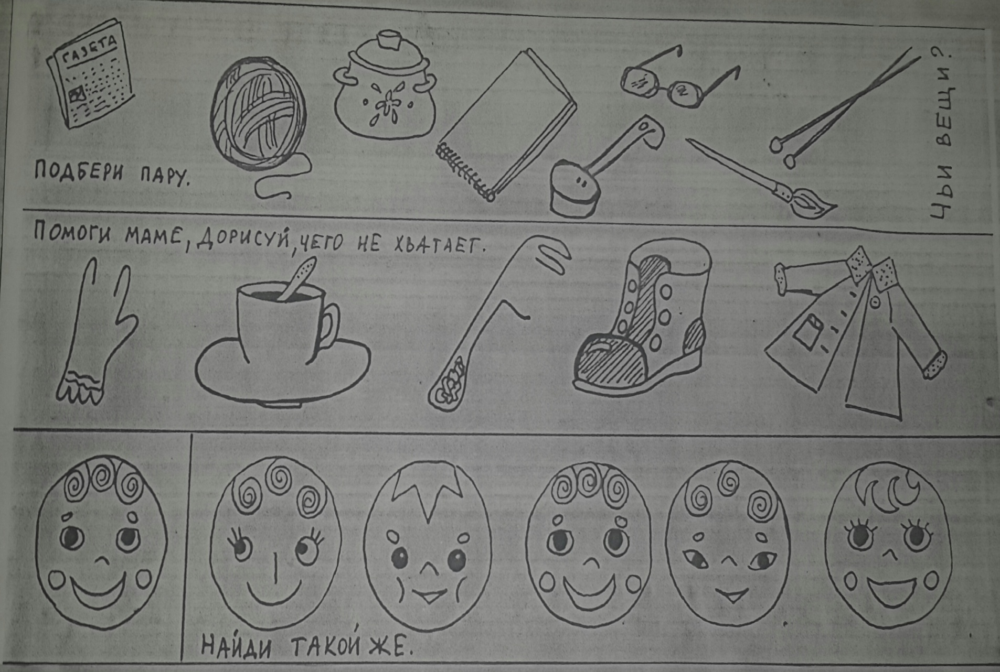 ГАЗЕТА
ЧЬИ ВЕЩИ?
ПОДБЕРИ ПАРУ.
ПОМОГИ МАМЕ, ДОРИСУЙ, ЧЕГО НЕ ХВАТАЕТ.
НАЙДИ ТАКОЙ ЖЕ.